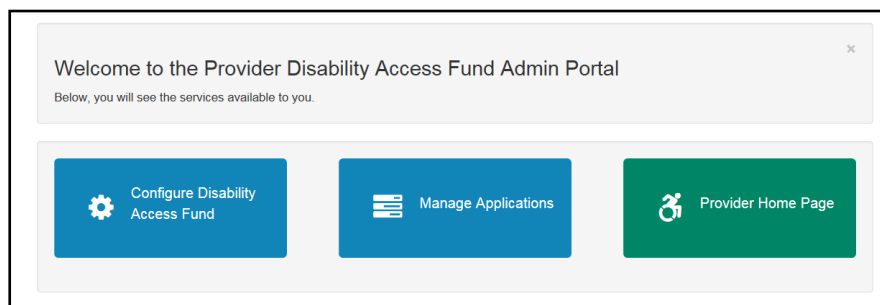 Welcome to the Provider Disability Access Fund Admin Portal
×
Below, you will see the services available to you.
Configure Disability
Access Fund
Manage Applications
Provider Home Page